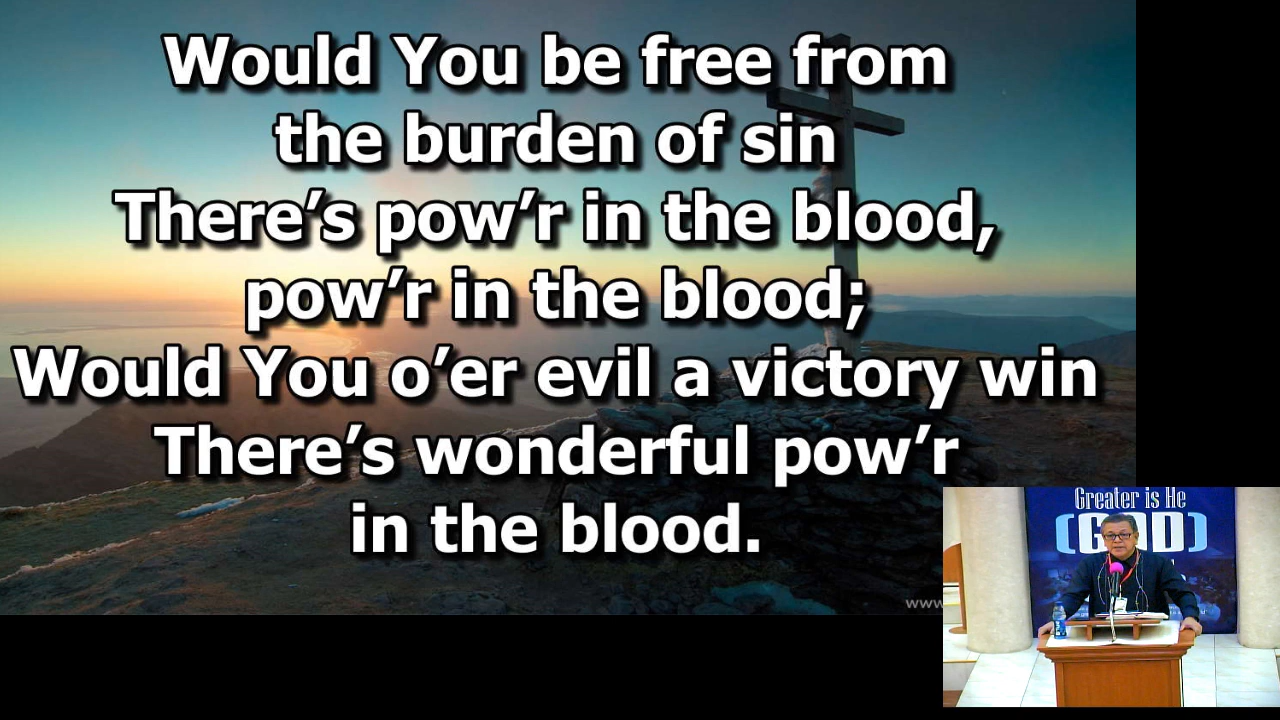 Would You be free from
the burden of sin
There’s pow’r in the blood,
pow’r in the blood;
Would You o’er evil a victory win
There’s wonderful pow’r
in the blood.
www
Greater is He
(GOD)